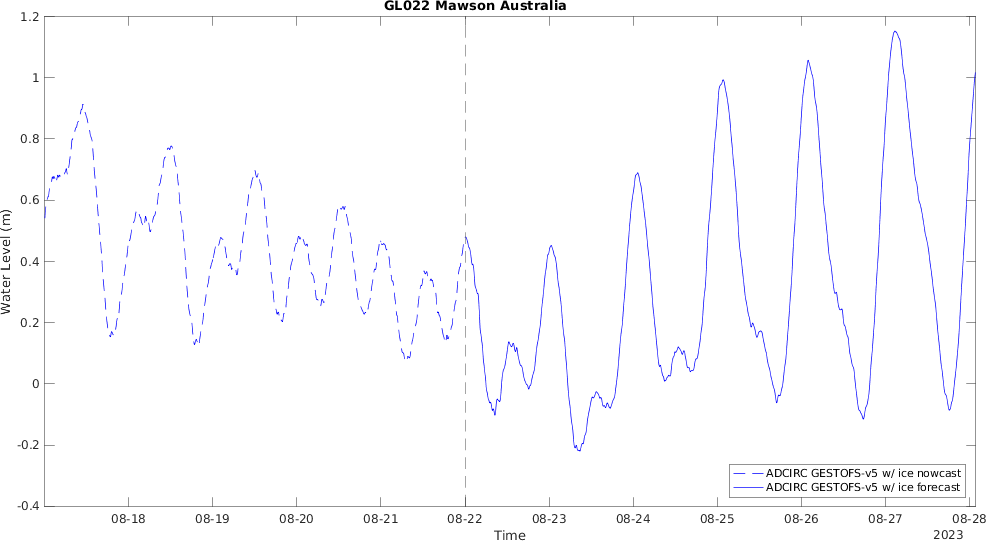 GL022 Mawson Australia
1.2
1
0.8
0.6
0.4
0.2
0
-0.2
-0.4
Water Level (m)
ADCIRC GESTOFS-v5 w/ ice nowcast
ADCIRC GESTOFS-v5 w/ ice forecast
08-18 08-19 08-20 08-21 08-22 08-23 08-24 08-25 08-26 08-27 08-28
Time
2023